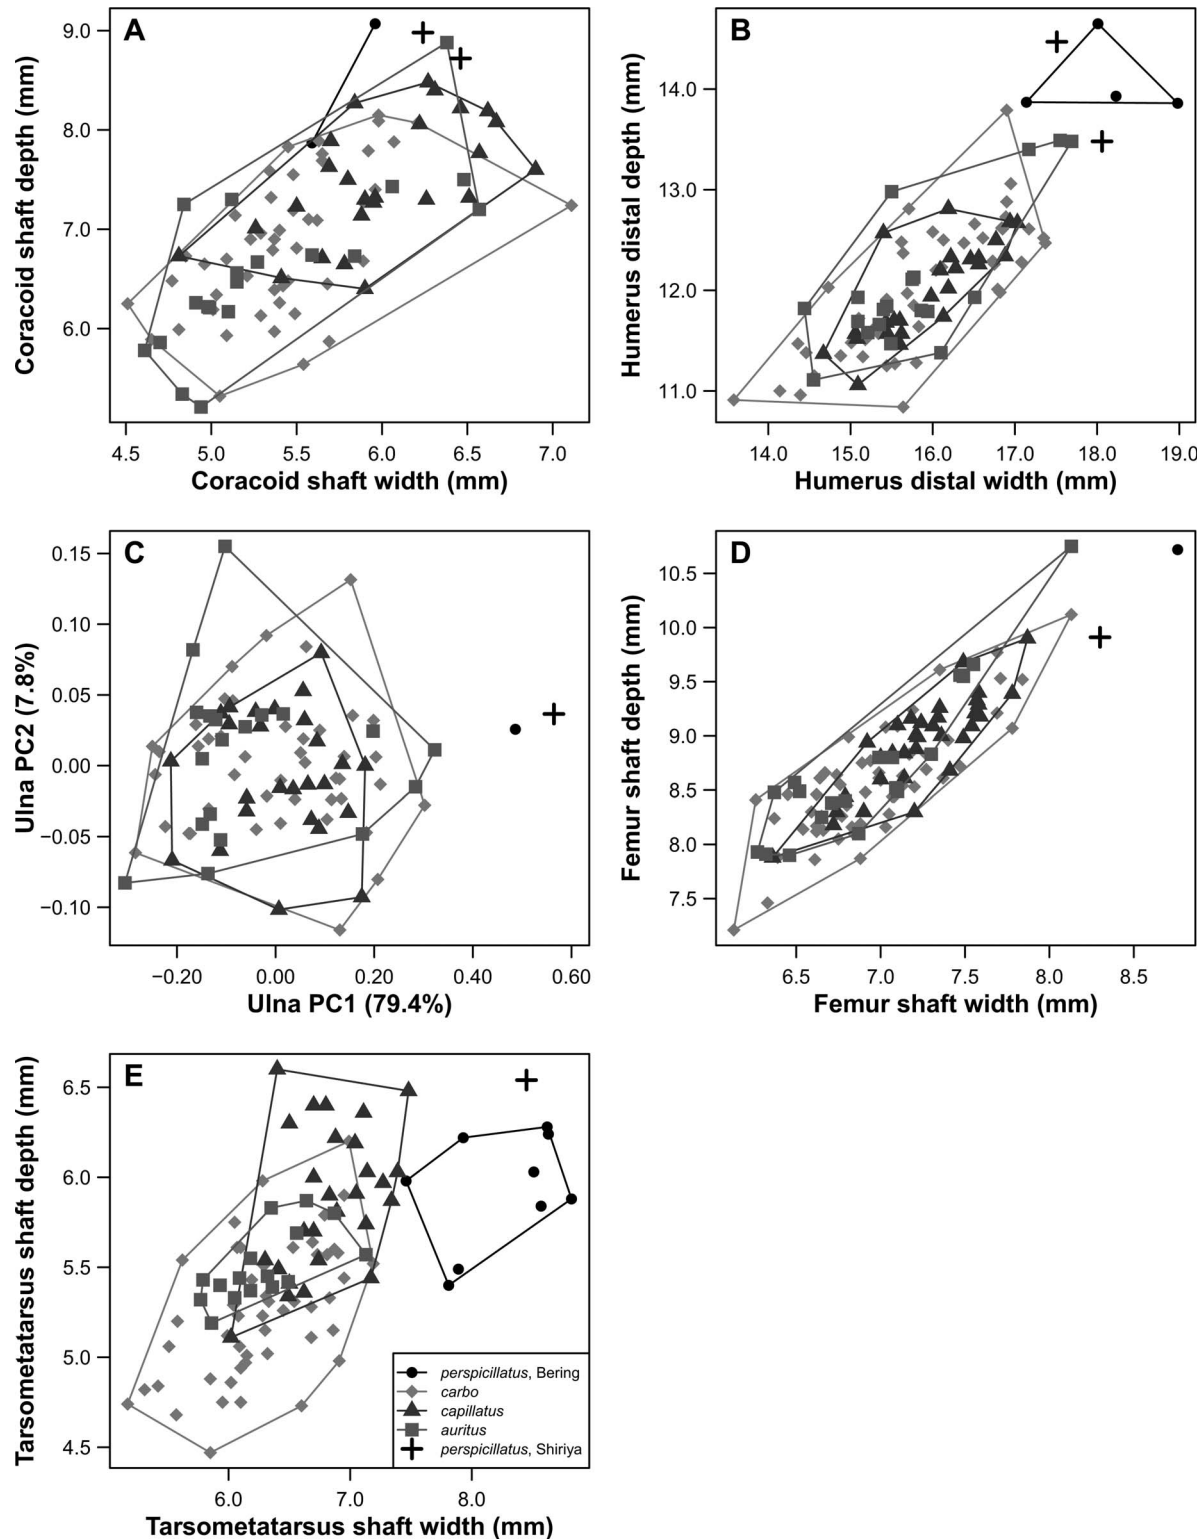 A
Coracoid shaft depth (mm)
9.0
8.0
7.0
6.0
4.5 5.0 5.5 6.0 6.5 7.0
Coracoid shaft width (mm)
B
Humerus distal depth (mm)
14.0
13.0
12.0
11.0
14.0 15.0 16.0 17.0 18.0 19.0
Humerus distal width (mm)
C
Ulna PC2 (7.8%)
0.15
0.10
0.05
0.00
−0.05
−0.10
−0.20 0.00 0.20 0.40 0.60
Ulna PC1 (79.4%)
D
Femur shaft depth (mm)
10.5
10.0
9.5
9.0
8.5
8.0
7.5
6.5 7.0 7.5 8.0 8.5
Femur shaft width (mm)
E
Tarsometatarsus shaft depth (mm)
6.5
6.0
5.5
5.0
4.5
6.0 7.0 8.0
Tarsometatarsus shaft width (mm)
perspicillatus, Bering
carbo
capillatus
auritus
perspicillatus, Shiriya